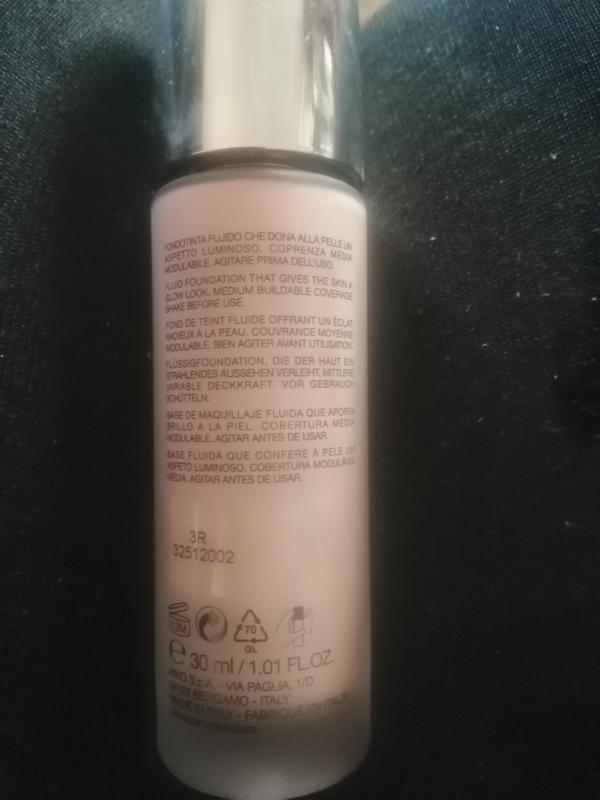 FONDOTINTA FLUIDO CHE DONA ALLA PELLE UN
ASPETTO LUMINOSO. COPRENZA MEDIA
MODULABILE. AGITARE PRIMA DELL'USO.
FLUID FOUNDATION THAT GIVES THE SKIN A
GLOW LOOK. MEDIUM BUILDABLE COVERAGE.
SHAKE BEFORE USE.
FOND DE TEINT FLUIDE OFFRANT UN ÉCLAT
RADIEUX À LA PEAU. COUVRANCE MOYENNE
MODULABLE. BIEN AGITER AVANT UTILISATION.
FLÜSSIGFOUNDATION, DIE DER HAUT EIN
STRAHLENDES AUSSEHEN VERLEIHT. MITTLERE
VARIABLE DECKKRAFT. VOR GEBRAUCH
SCHÜTTELN.
BASE DE MAQUILLAJE FLUIDA QUE APORTA
BRILLO A LA PIEL. COBERTURA MEDIA
MODULABLE. AGITAR ANTES DE USAR.
BASE FLUIDA QUE CONFERE À PELE UM
ASPETO LUMINOSO. COBERTURA MODULÁVEL
MÉDIA. AGITAR ANTES DE USAR.
3R
32512002
12M
70
GL
e 30 ml / 1.01 FL.OZ.
KIKO S.p.A. - VIA PAGLIA, 1/D
24122 BERGAMO - ITALY
MADE IN ITALY - FABRIQUÉ EN ITALIE